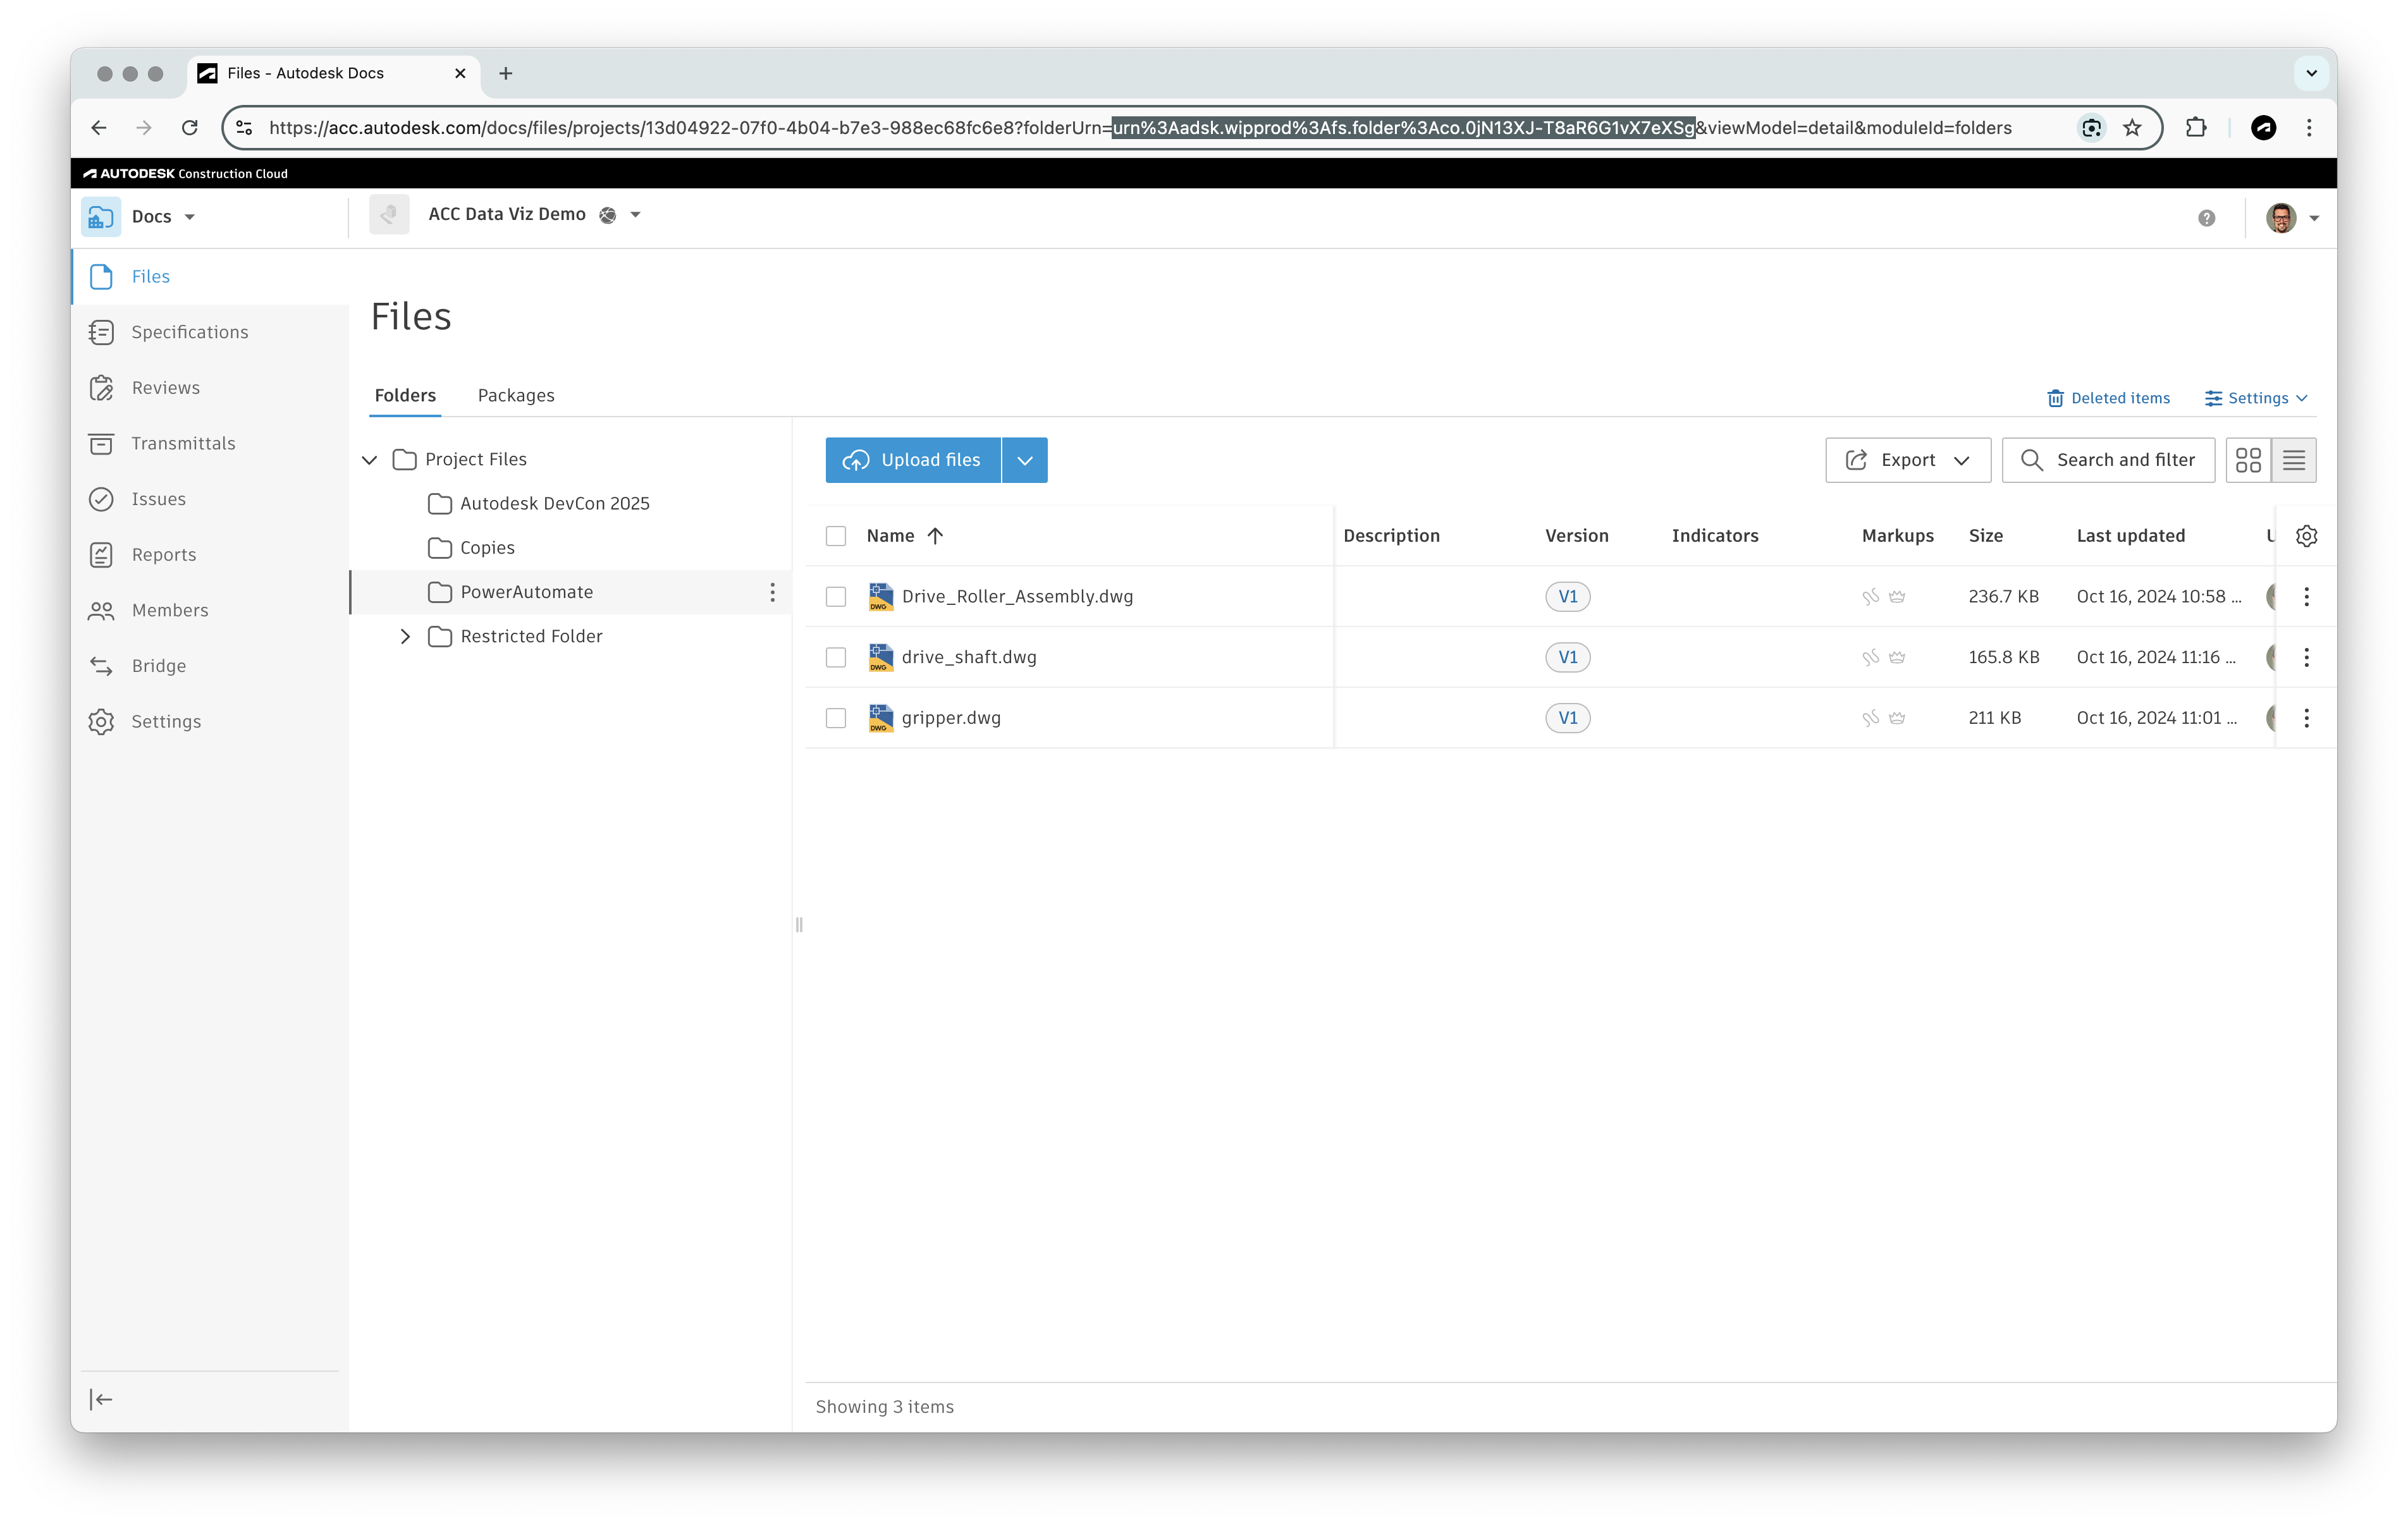 Files - Autodesk Docs
https://acc.autodesk.com/docs/files/projects/13d04922-07f0-4b04-b7e3-988ec68fc6e8?folderUrn=urn%3Aadsk.wipprod%3Afs.folder%3Aco.0jN13XJ-T8aR6G1vX7eXSg&viewModel=detail&moduleId=folders
AUTODESK Construction Cloud
Docs
ACC Data Viz Demo
Files
Specifications
Reviews
Transmittals
Issues
Reports
Members
Bridge
Settings
Files
Folders Packages
Deleted items Settings
Project Files
Autodesk DevCon 2025
Copies
PowerAutomate
Restricted Folder
Upload files
Export
Search and filter
Name Description Version Indicators Markups Size Last updated
DWG Drive_Roller_Assembly.dwg V1 236.7 KB Oct 16, 2024 10:58 ...
DWG drive_shaft.dwg V1 165.8 KB Oct 16, 2024 11:16 ...
DWG gripper.dwg V1 211 KB Oct 16, 2024 11:01 ...
Showing 3 items